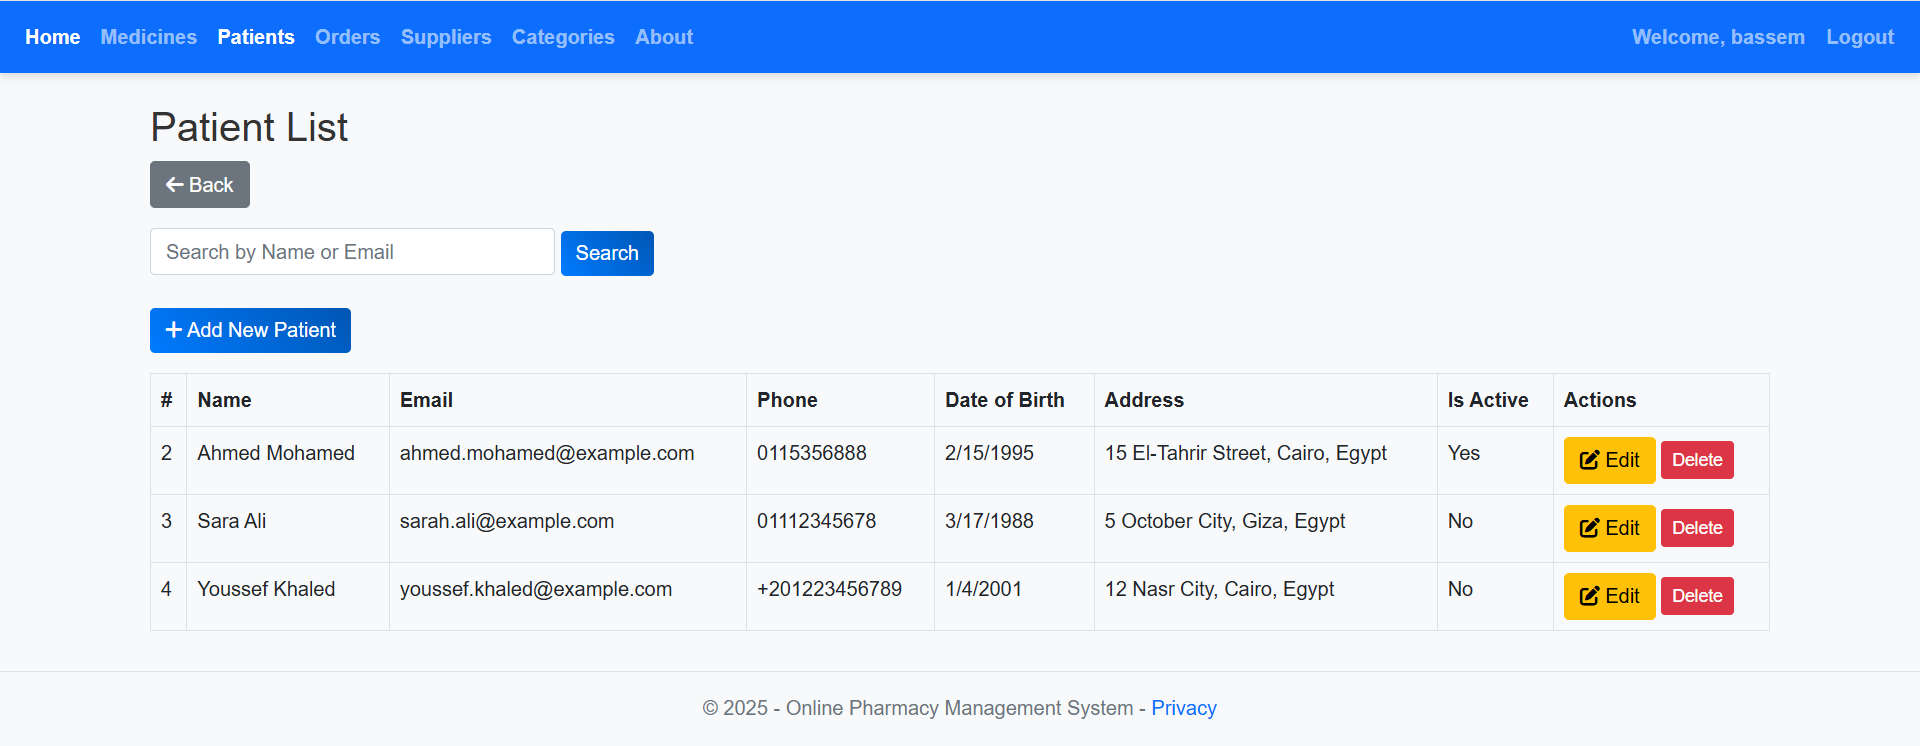 Home Medicines Patients Orders Suppliers Categories About Welcome, bassem Logout
Patient List
Back
Search by Name or Email Search
Add New Patient
# Name Email Phone Date of Birth Address Is Active Actions
2 Ahmed Mohamed ahmed.mohamed@example.com 0115356888 2/15/1995 15 El-Tahrir Street, Cairo, Egypt Yes Edit Delete
3 Sara Ali sarah.ali@example.com 01112345678 3/17/1988 5 October City, Giza, Egypt No Edit Delete
4 Youssef Khaled youssef.khaled@example.com +201223456789 1/4/2001 12 Nasr City, Cairo, Egypt No Edit Delete
© 2025 - Online Pharmacy Management System - Privacy